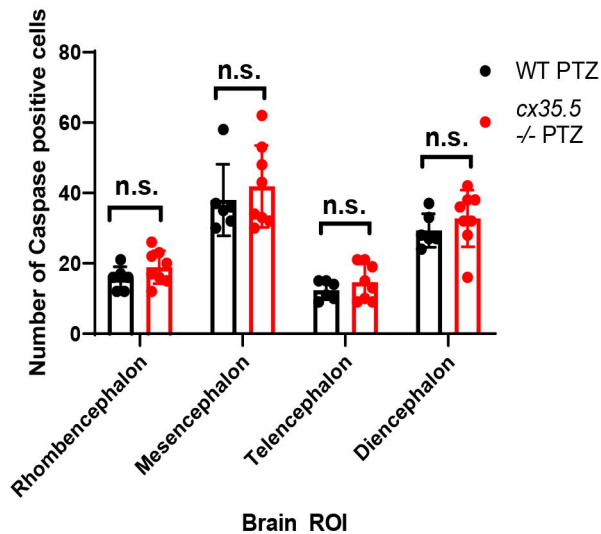 80
60
40
20
0
Number of Caspase positive cells
n.s.
n.s.
n.s.
n.s.
WT PTZ
cx35.5
-/- PTZ
Rhombencephalon
Mesencephalon
Telencephalon
Diencephalon
Brain ROI